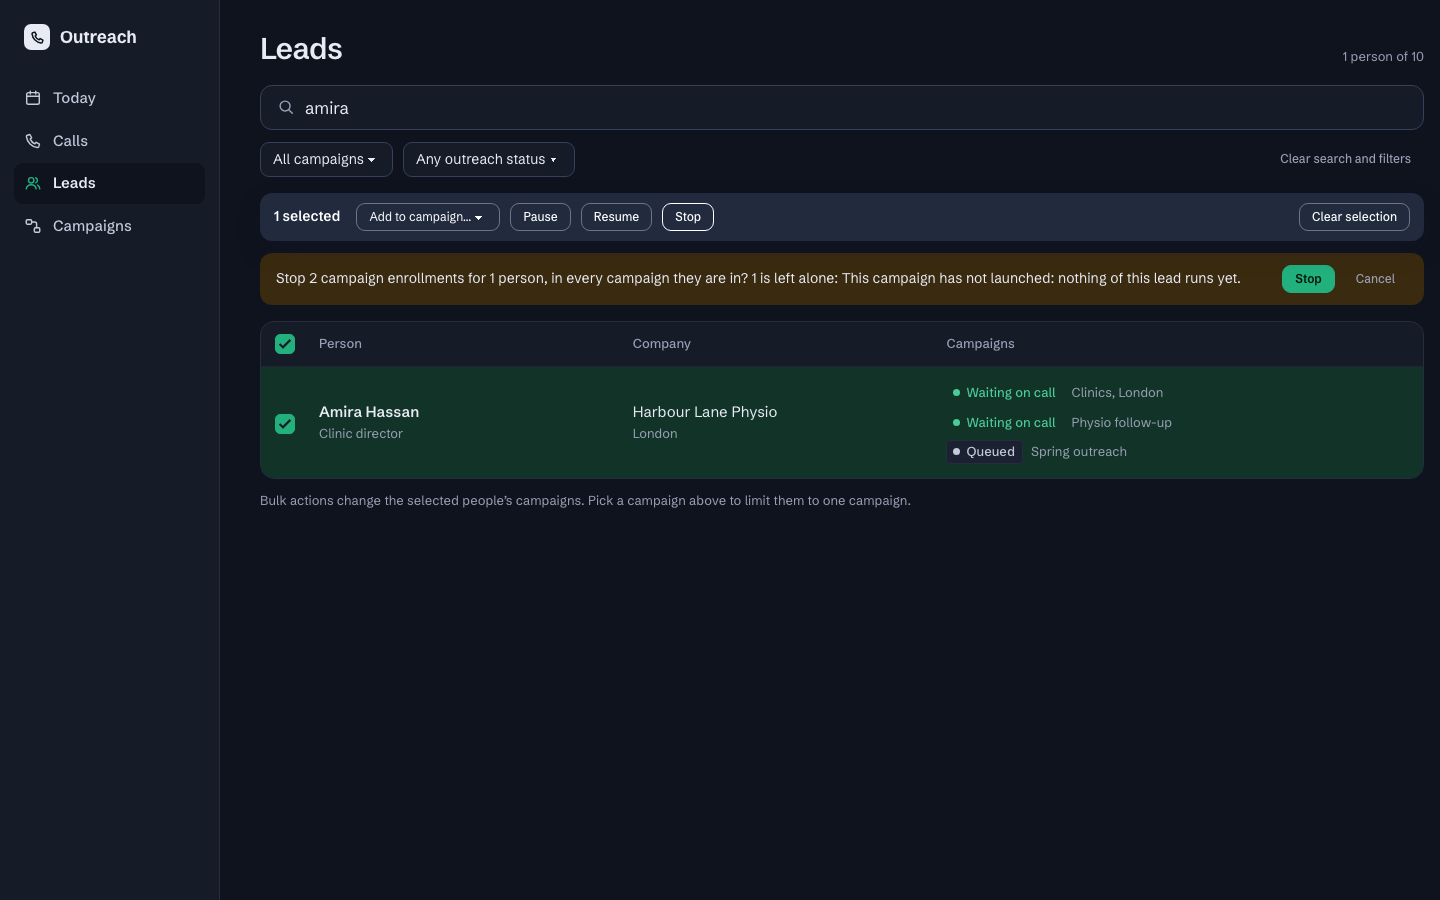 Outreach
Today
Calls
Leads
Campaigns
Leads
1 person of 10
amira
All campaigns
Any outreach status
Clear search and filters
1 selected
Add to campaign...
Pause
Resume
Stop
Clear selection
Stop 2 campaign enrollments for 1 person, in every campaign they are in? 1 is left alone: This campaign has not launched: nothing of this lead runs yet.
Stop
Cancel
Person
Company
Campaigns
Amira Hassan
Clinic director
Harbour Lane Physio
London
Waiting on call Clinics, London
Waiting on call Physio follow-up
Queued Spring outreach
Bulk actions change the selected people's campaigns. Pick a campaign above to limit them to one campaign.